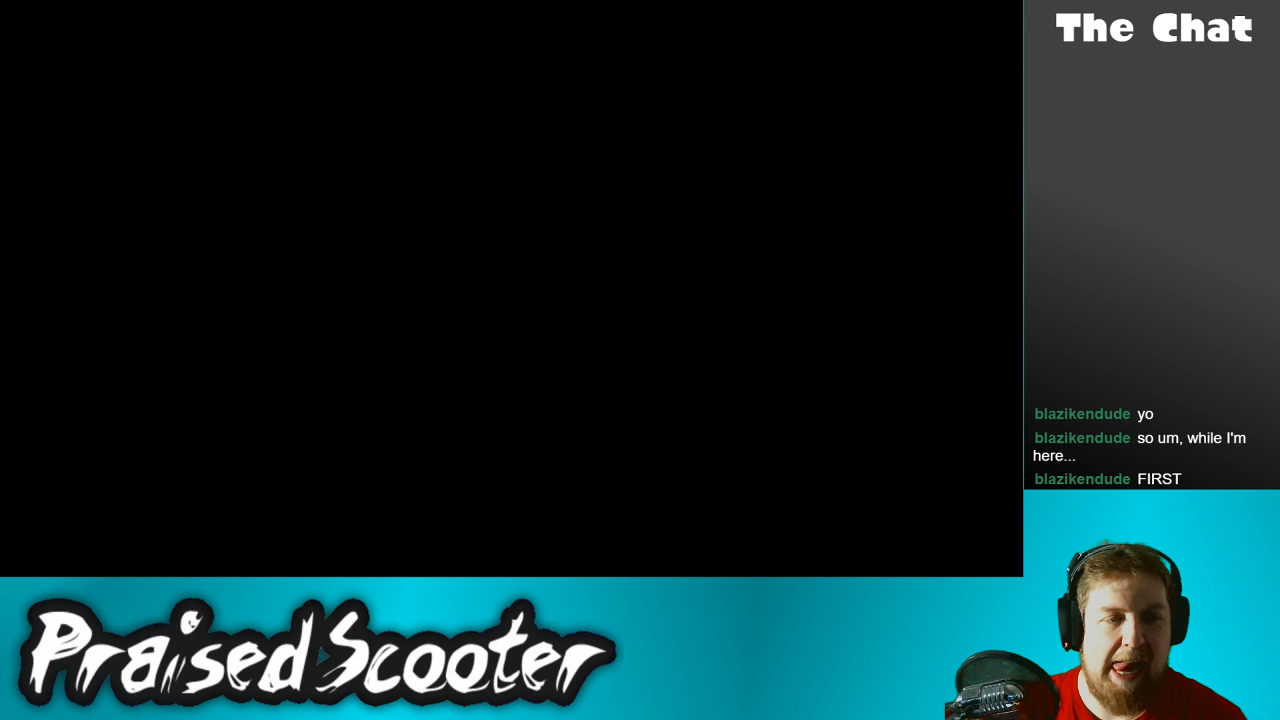 The Chat
blazikendude yo
blazikendude so um, while I'm
here...
blazikendude FIRST
PraisedScooter